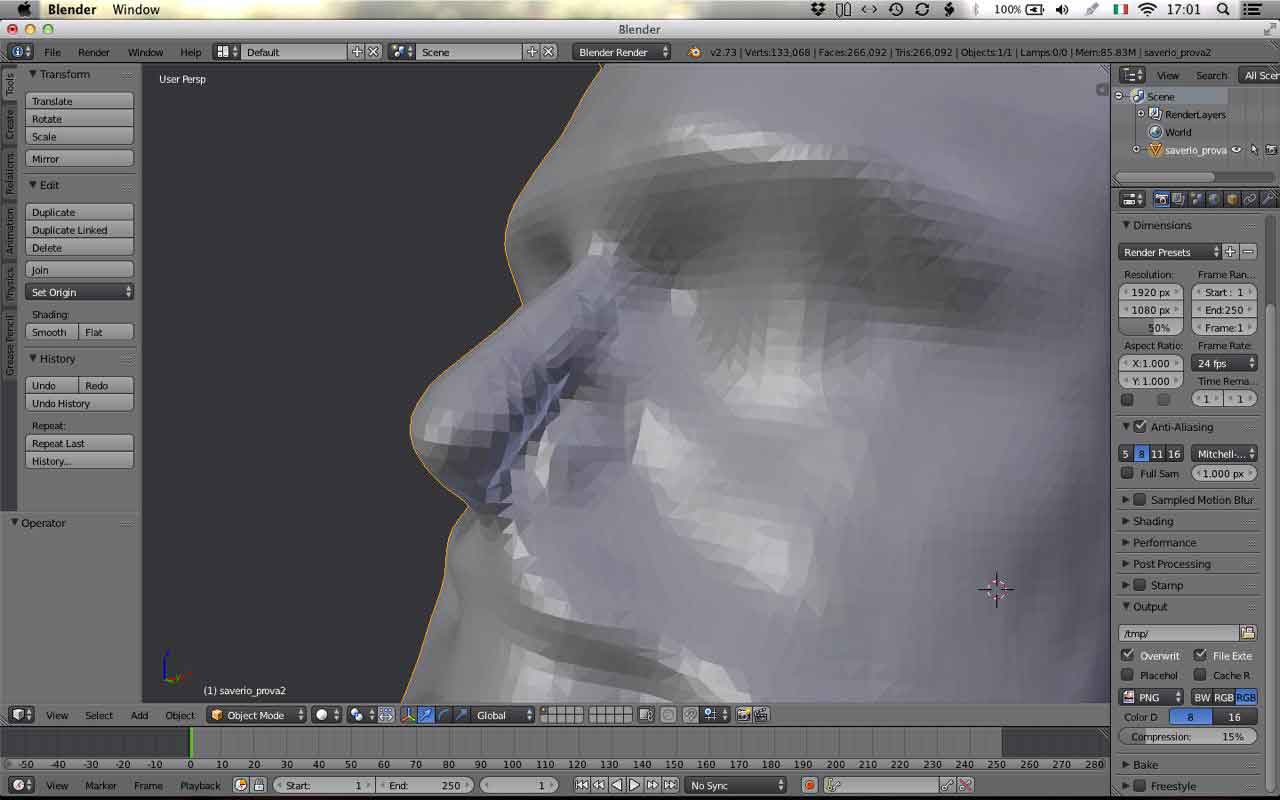 Blender Window
100% 17:01
Blender
File Render Window Help Default Scene Blender Render v2.73 | Verts:133,068 | Faces:266,092 | Tris:266,092 | Objects:1/1 | Lamps:0/0 | Mem:85.83M | saverio_prova2
Tools
Create
Relations
Animation
Physics
Grease Pencil
Transform
Translate
Rotate
Scale
Mirror
Edit
Duplicate
Duplicate Linked
Delete
Join
Set Origin
Shading:
Smooth Flat
History
Undo Redo
Undo History
Repeat:
Repeat Last
History...
Operator
User Persp
(1) saverio_prova2
View Search All Scen
Scene
RenderLayers
World
saverio_prova
Dimensions
Render Presets
Resolution: Frame Ran...
1920 px Start : 1
1080 px End:250
50% Frame:1
Aspect Ratio: Frame Rate:
X:1.000 24 fps
Y: 1.000 Time Rema...
1 1
Anti-Aliasing
5 8 11 16 Mitchell-...
Full Sam 1.000 px
Sampled Motion Blur
Shading
Performance
Post Processing
Stamp
Output
/tmp/
Overwrit File Exte
Placehol Cache R
PNG BW RGB RGB
Color D 8 16
Compression: 15%
Bake
Freestyle
View Select Add Object Object Mode Global
-50 -40 -30 -20 -10 0 10 20 30 40 50 60 70 80 90 100 110 120 130 140 150 160 170 180 190 200 210 220 230 240 250 260 270 280
View Marker Frame Playback Start: 1 End: 250 1 No Sync